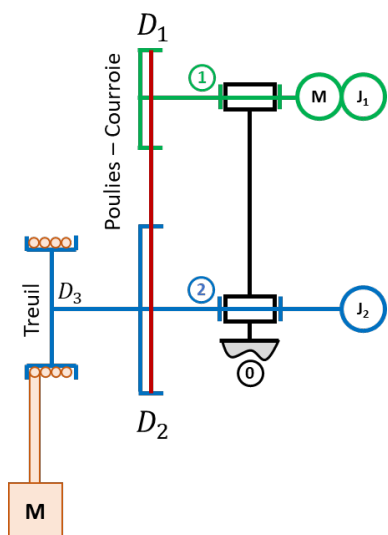 D₁
1
M
J₁
Poulies – Courroie
Treuil
D₃
2
J₂
0
D₂
M